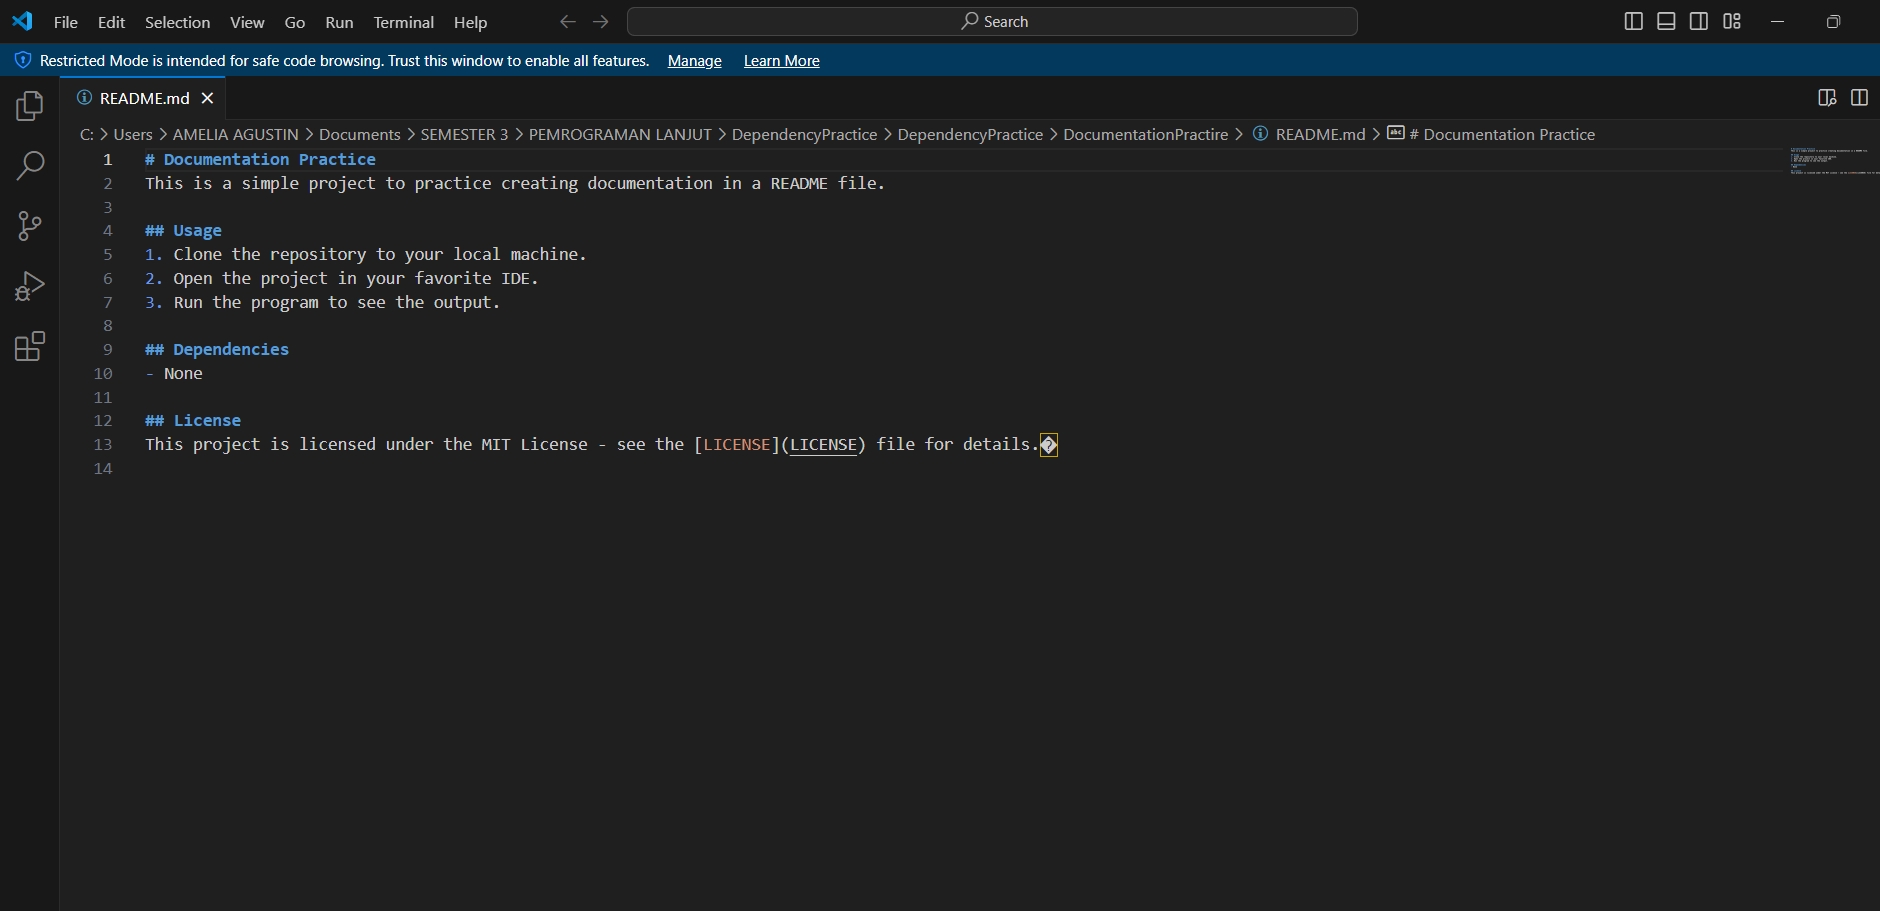 File Edit Selection View Go Run Terminal Help Search
Restricted Mode is intended for safe code browsing. Trust this window to enable all features. Manage Learn More
README.md
C: > Users > AMELIA AGUSTIN > Documents > SEMESTER 3 > PEMROGRAMAN LANJUT > DependencyPractice > DependencyPractice > DocumentationPractire > README.md > # Documentation Practice
1 # Documentation Practice
2 This is a simple project to practice creating documentation in a README file.
3
4 ## Usage
5 1. Clone the repository to your local machine.
6 2. Open the project in your favorite IDE.
7 3. Run the program to see the output.
8
9 ## Dependencies
10 - None
11
12 ## License
13 This project is licensed under the MIT License - see the [LICENSE](LICENSE) file for details.�
14